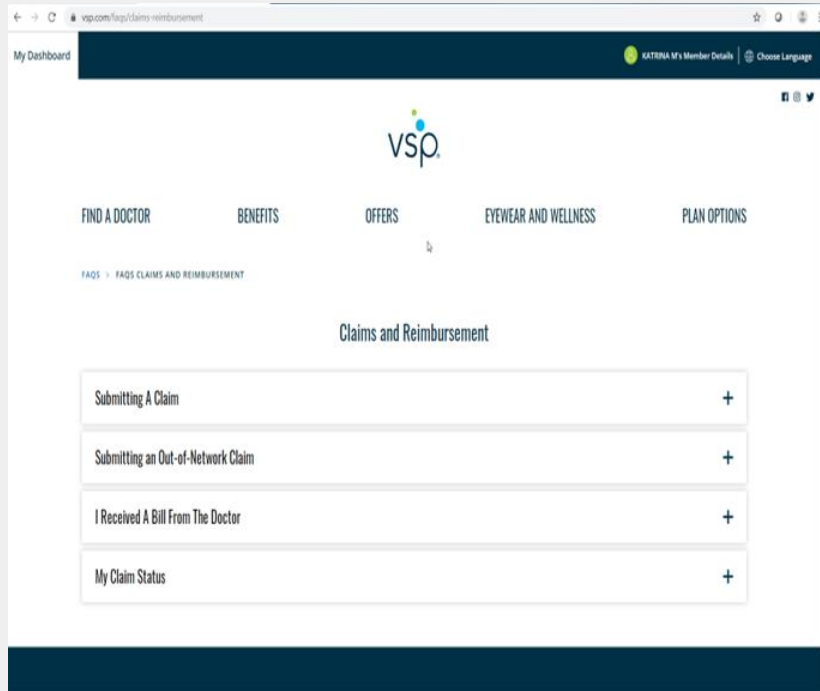 vsp.com/faqs/claims-reimbursement
My Dashboard
KATRINA M's Member Details | Choose Language
vsp.
FIND A DOCTOR BENEFITS OFFERS EYEWEAR AND WELLNESS PLAN OPTIONS
FAQS > FAQS CLAIMS AND REIMBURSEMENT
Claims and Reimbursement
Submitting A Claim +
Submitting an Out-of-Network Claim +
I Received A Bill From The Doctor +
My Claim Status +